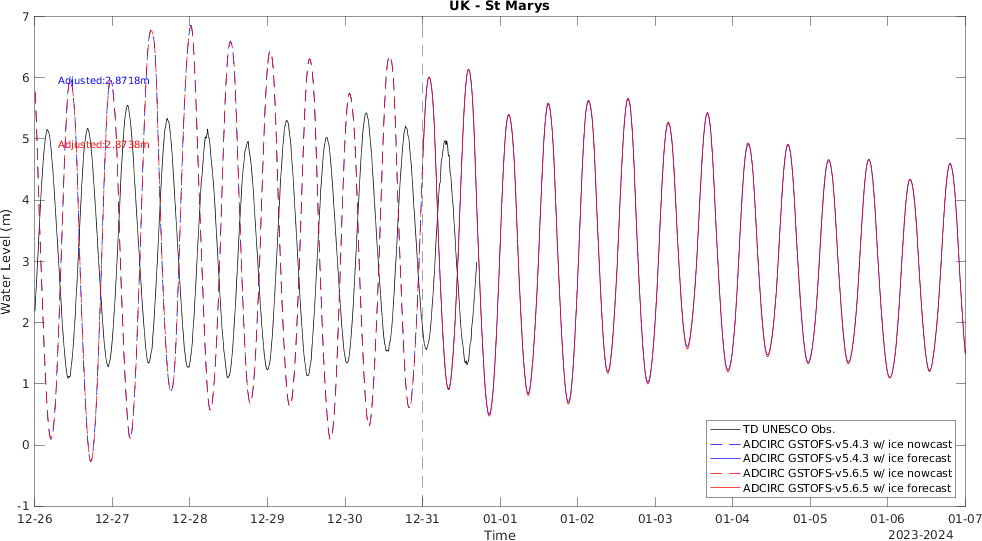 UK - St Marys
7
6
5
4
3
2
1
0
-1
Water Level (m)
Adjusted:2.8718m
Adjusted:2.8738m
TD UNESCO Obs.
ADCIRC GSTOFS-v5.4.3 w/ ice nowcast
ADCIRC GSTOFS-v5.4.3 w/ ice forecast
ADCIRC GSTOFS-v5.6.5 w/ ice nowcast
ADCIRC GSTOFS-v5.6.5 w/ ice forecast
12-26 12-27 12-28 12-29 12-30 12-31 01-01 01-02 01-03 01-04 01-05 01-06 01-07
Time
2023-2024